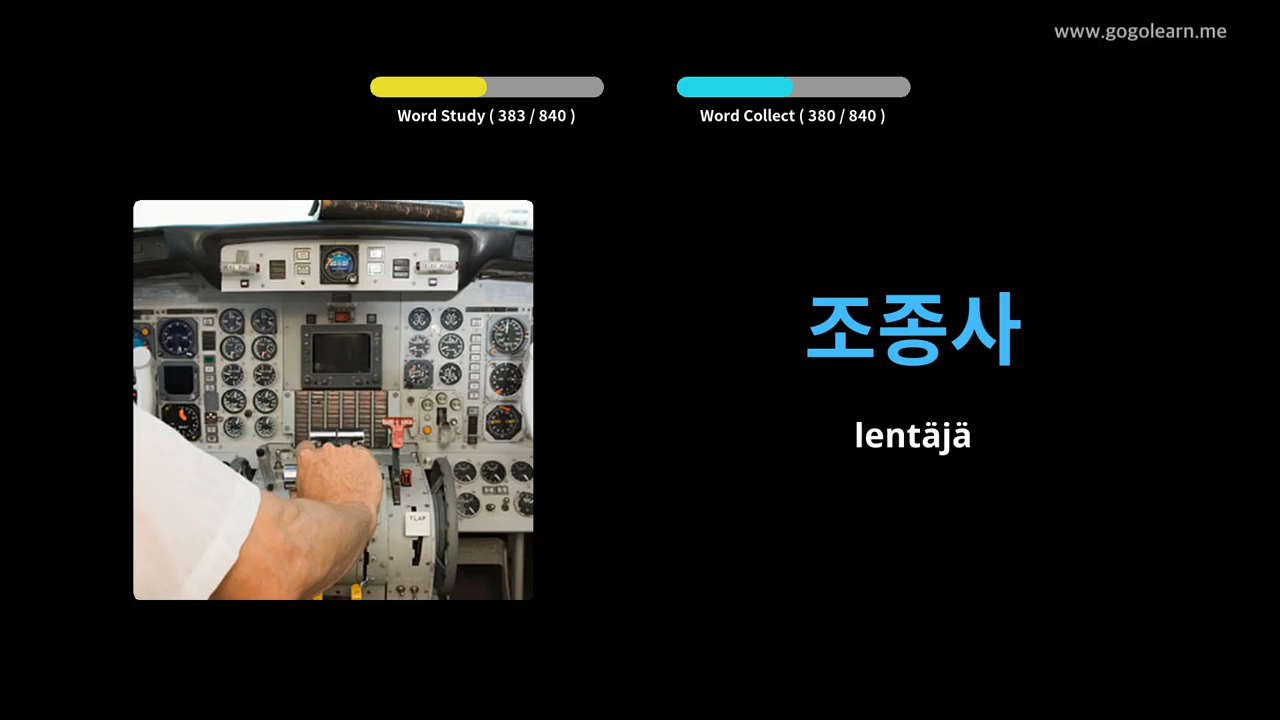 www.gogolearn.me
Word Study ( 383 / 840 )
Word Collect ( 380 / 840 )
조종사
lentäjä
FLAP